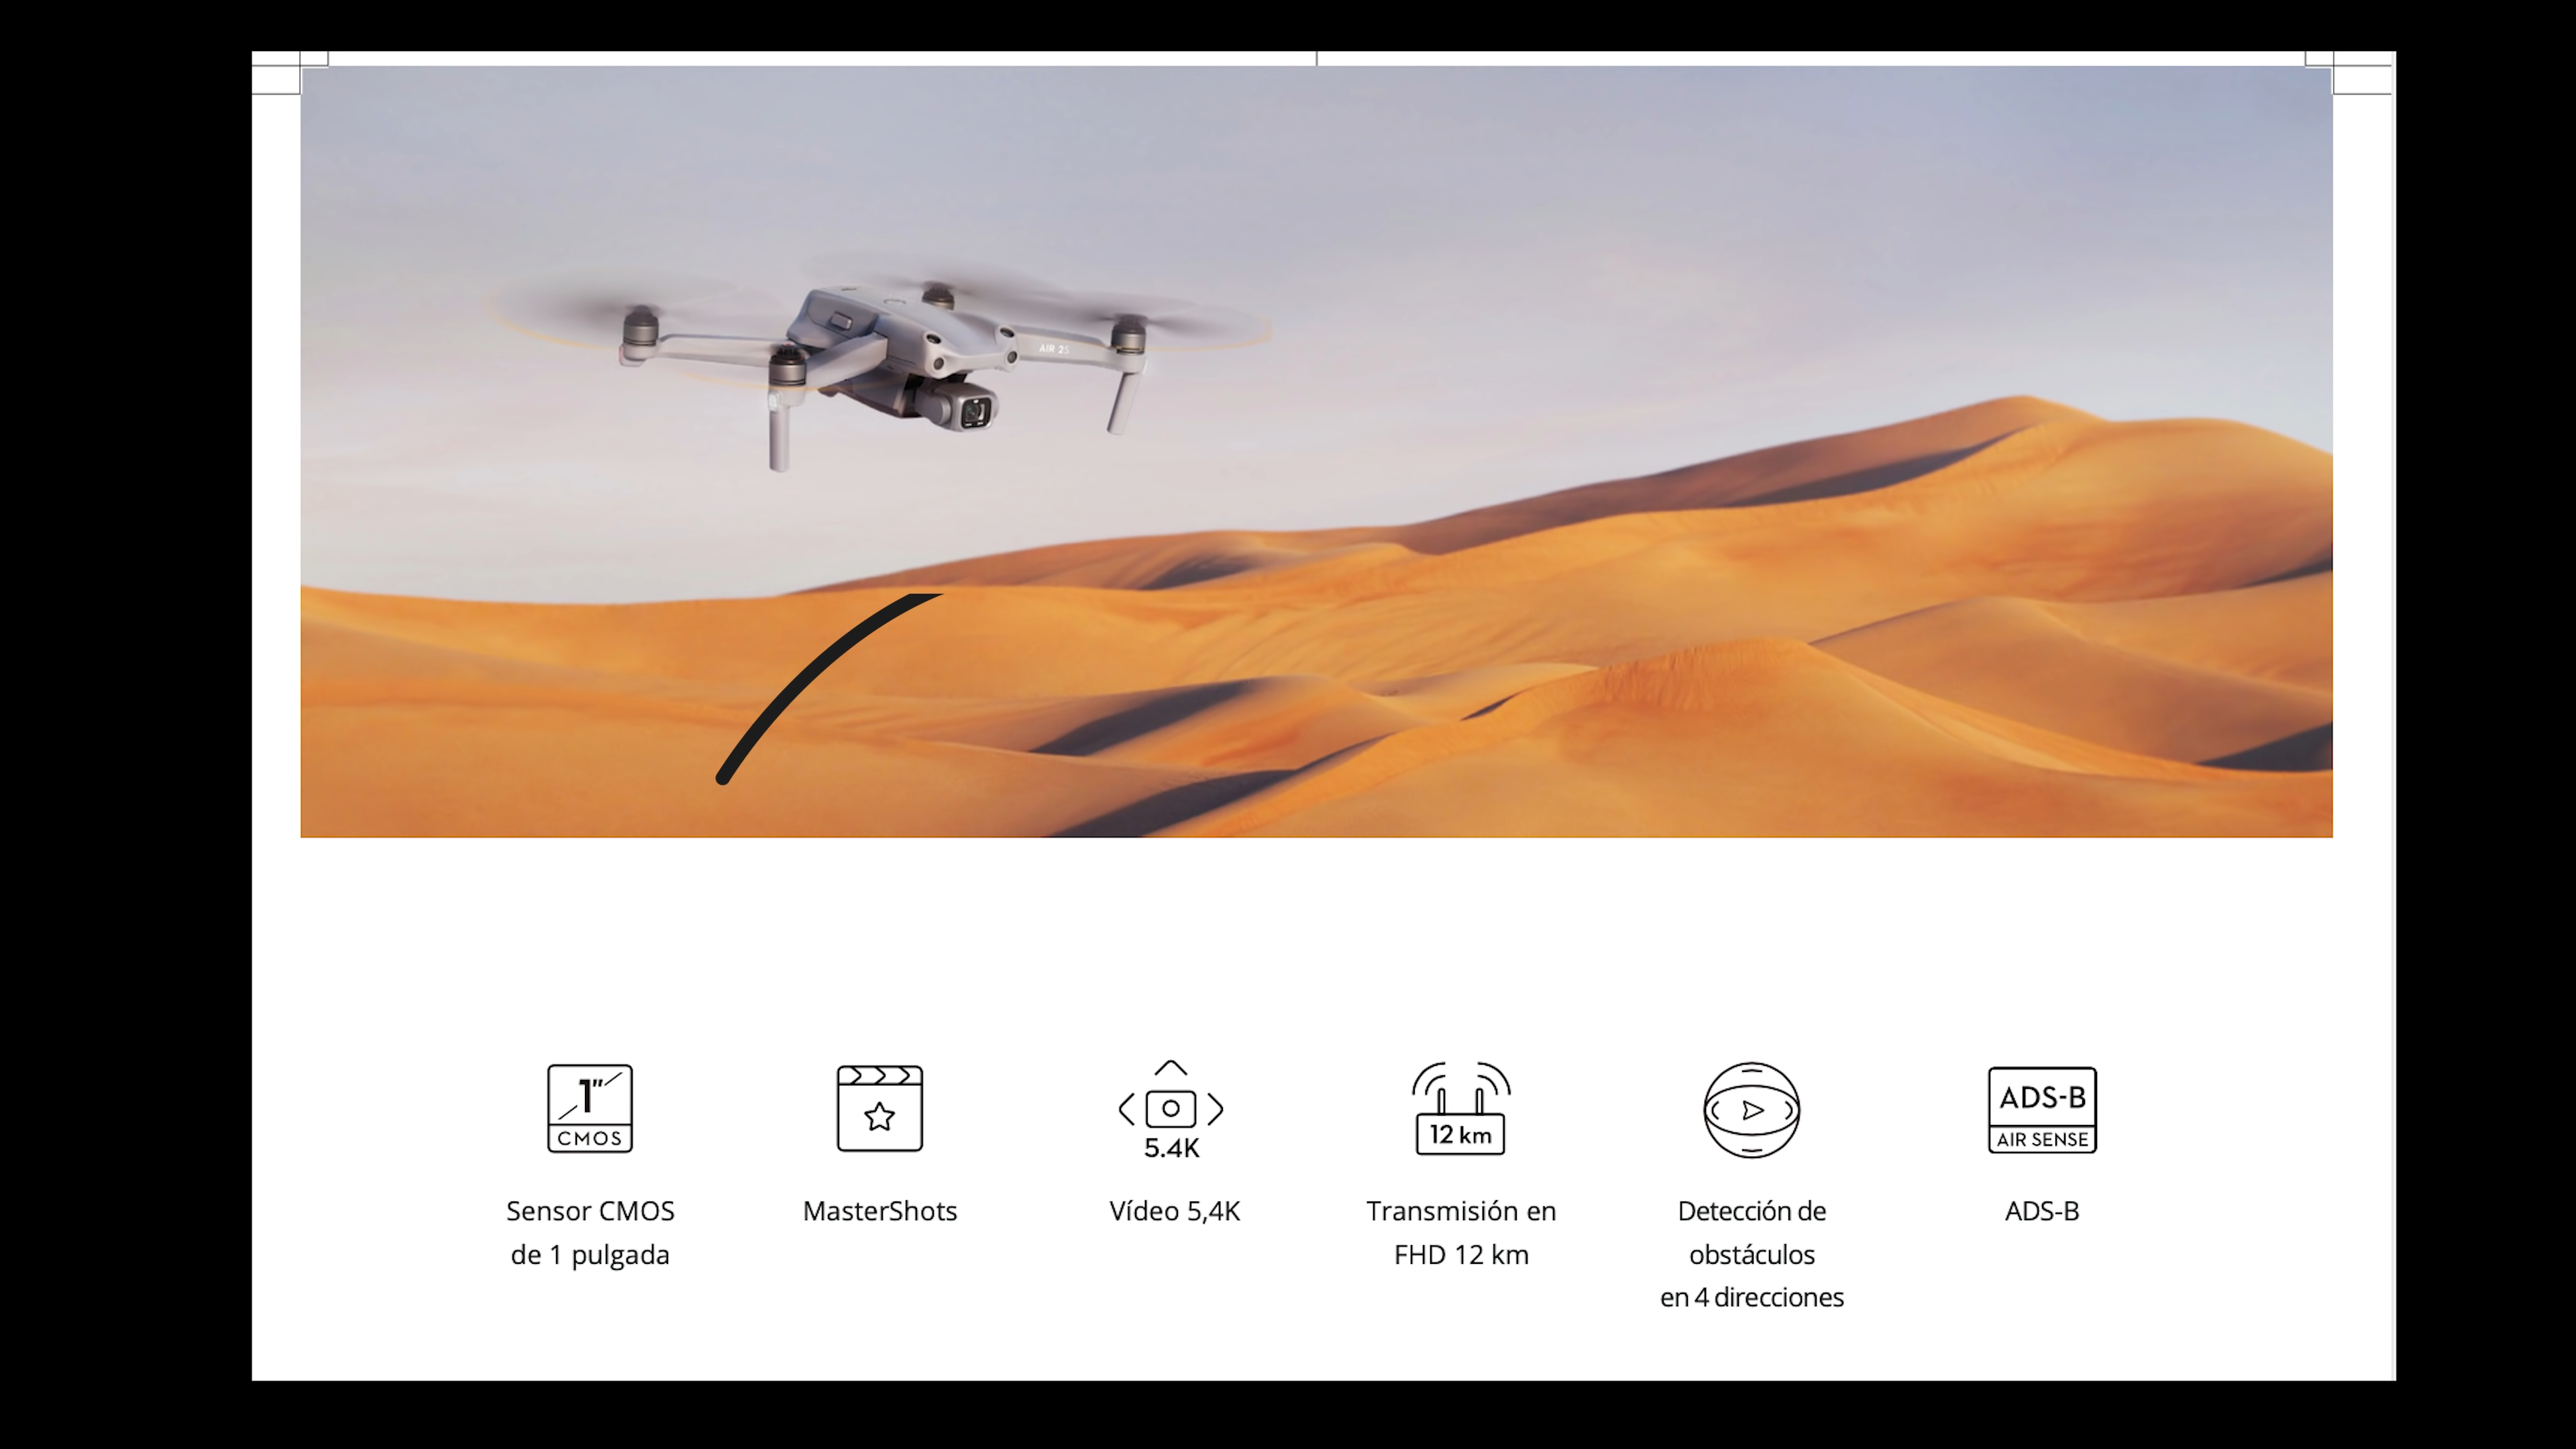 AIR 2S
1"
CMOS
5.4K
12 km
ADS-B
AIR SENSE
Sensor CMOS
de 1 pulgada
MasterShots
Vídeo 5,4K
Transmisión en
FHD 12 km
Detección de
obstáculos
en 4 direcciones
ADS-B